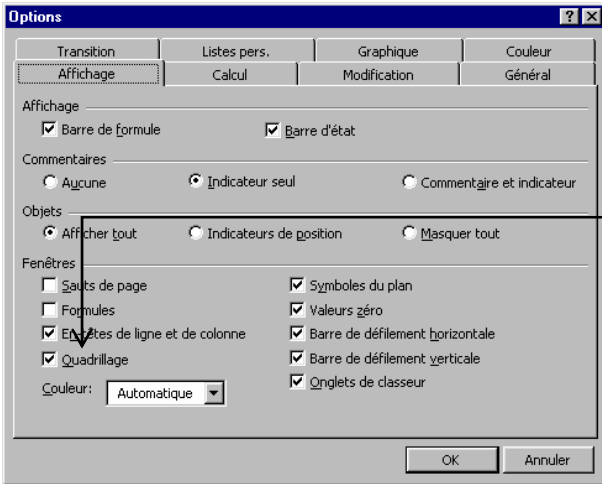 Options
Transition Listes pers. Graphique Couleur
Affichage Calcul Modification Général
Affichage
Barre de formule Barre d'état
Commentaires
Aucune Indicateur seul Commentaire et indicateur
Objets
Afficher tout Indicateurs de position Masquer tout
Fenêtres
Sauts de page Symboles du plan
Formules Valeurs zéro
En-têtes de ligne et de colonne Barre de défilement horizontale
Quadrillage Barre de défilement verticale
Couleur: Automatique Onglets de classeur
OK Annuler